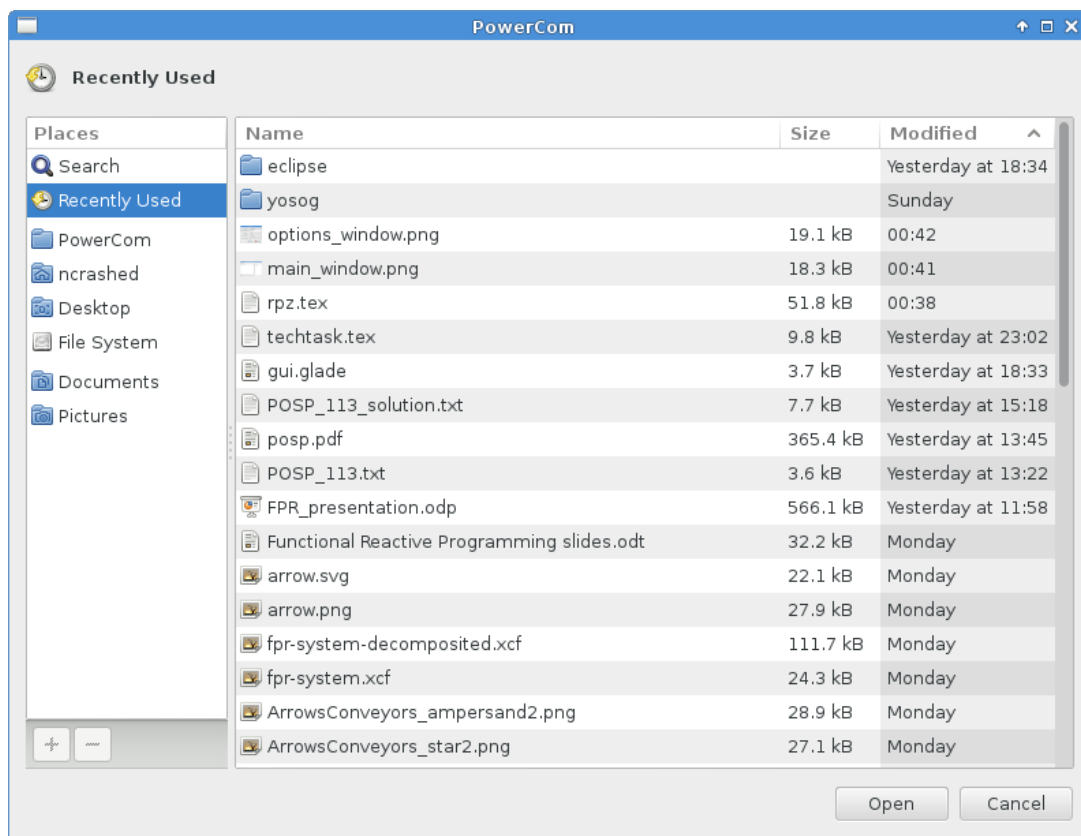 PowerCom
Recently Used
Places
Search
Recently Used
PowerCom
ncrashed
Desktop
File System
Documents
Pictures
Name Size Modified
eclipse Yesterday at 18:34
yosog Sunday
options_window.png 19.1 kB 00:42
main_window.png 18.3 kB 00:41
rpz.tex 51.8 kB 00:38
techtask.tex 9.8 kB Yesterday at 23:02
gui.glade 3.7 kB Yesterday at 18:33
POSP_113_solution.txt 7.7 kB Yesterday at 15:18
posp.pdf 365.4 kB Yesterday at 13:45
POSP_113.txt 3.6 kB Yesterday at 13:22
FPR_presentation.odp 566.1 kB Yesterday at 11:58
Functional Reactive Programming slides.odt 32.2 kB Monday
arrow.svg 22.1 kB Monday
arrow.png 27.9 kB Monday
fpr-system-decomposited.xcf 111.7 kB Monday
fpr-system.xcf 24.3 kB Monday
ArrowsConveyors_ampersand2.png 28.9 kB Monday
ArrowsConveyors_star2.png 27.1 kB Monday
Open Cancel